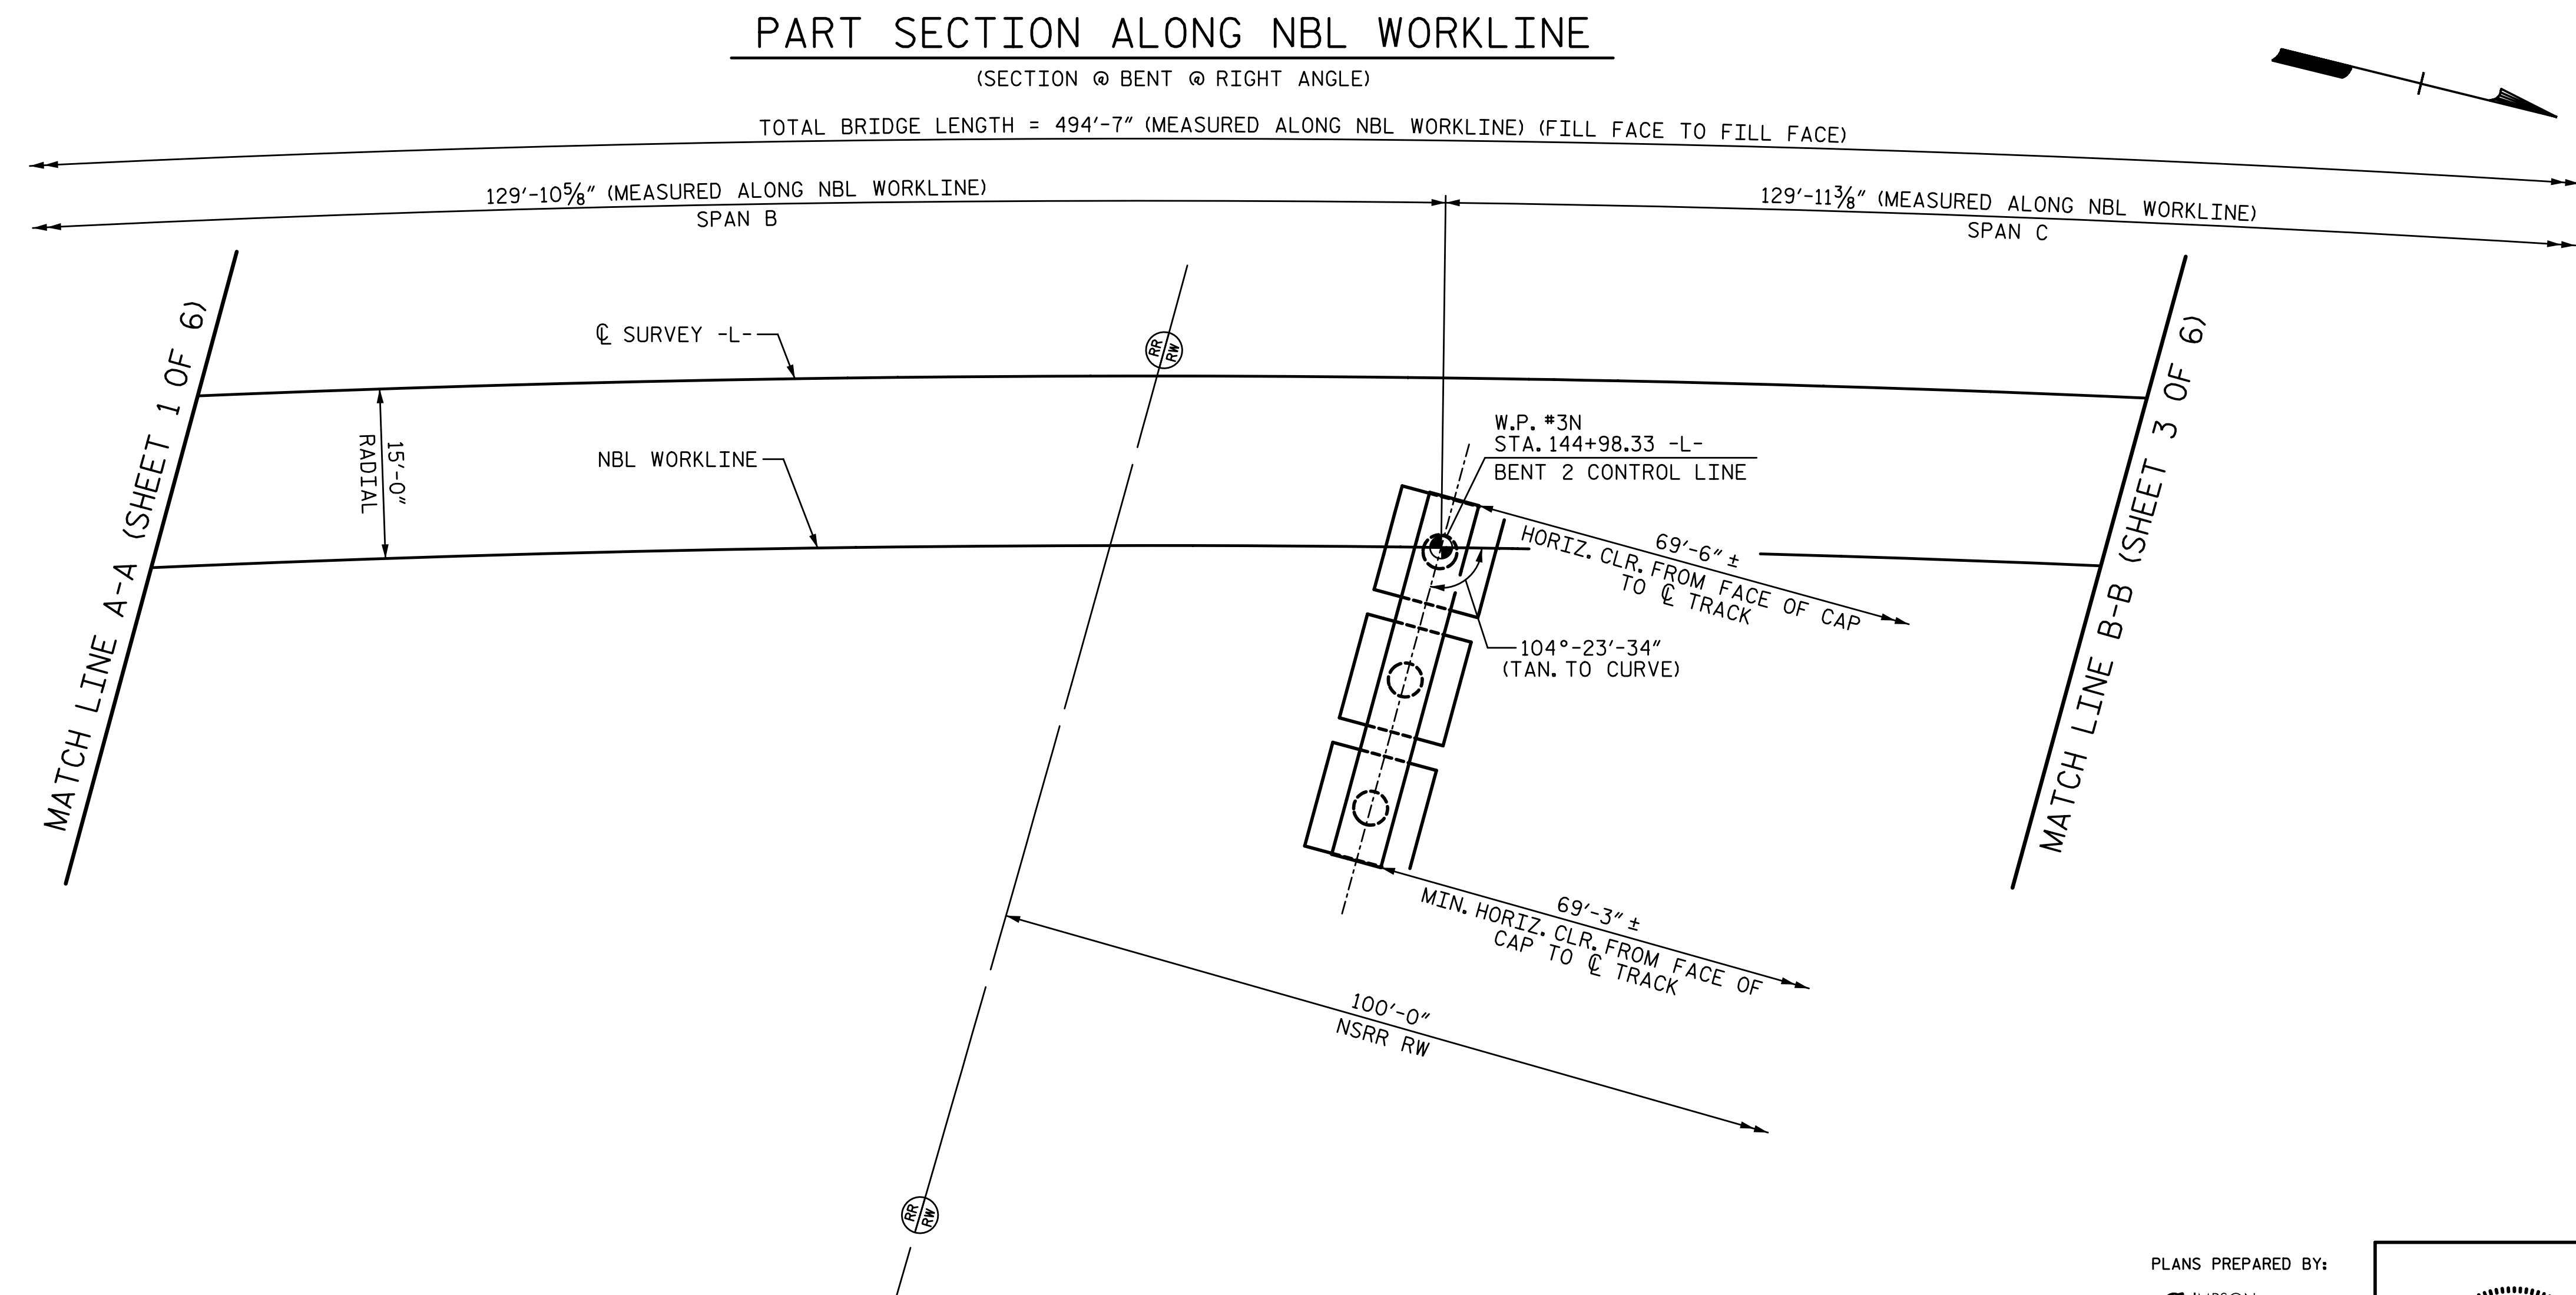 PART SECTION ALONG NBL WORKLINE
(SECTION @ BENT @ RIGHT ANGLE)
TOTAL BRIDGE LENGTH = 494'-7" (MEASURED ALONG NBL WORKLINE) (FILL FACE TO FILL FACE)
129'-10⅝" (MEASURED ALONG NBL WORKLINE)
SPAN B
129'-11⅜" (MEASURED ALONG NBL WORKLINE)
SPAN C
MATCH LINE A-A (SHEET 1 OF 6)
℄ SURVEY -L-
RR
RW
15'-0"
RADIAL
NBL WORKLINE
W.P. #3N
STA. 144+98.33 -L-
BENT 2 CONTROL LINE
69'-6" ±
HORIZ. CLR. FROM FACE OF CAP
TO ℄ TRACK
104°-23'-34"
(TAN. TO CURVE)
MATCH LINE B-B (SHEET 3 OF 6)
69'-3" ±
MIN. HORIZ. CLR. FROM FACE OF
CAP TO ℄ TRACK
100'-0"
NSRR RW
RR
RW
PLANS PREPARED BY: